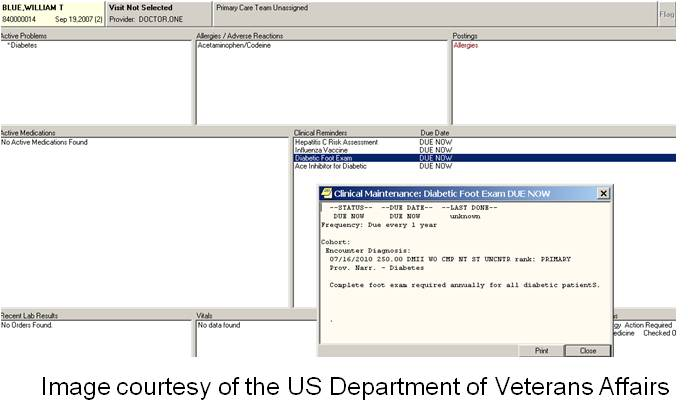 BLUE,WILLIAM T
840000014 Sep 19,2007 (2)
Visit Not Selected
Provider: DOCTOR,ONE
Primary Care Team Unassigned
Flag
Active Problems
*Diabetes
Allergies / Adverse Reactions
Acetaminophen/Codeine
Postings
Allergies
Active Medications
No Active Medications Found
Clinical Reminders Due Date
Hepatitis C Risk Assessment DUE NOW
Influenza Vaccine DUE NOW
Diabetic Foot Exam DUE NOW
Ace Inhibitor for Diabetic DUE NOW
Clinical Maintenance: Diabetic Foot Exam DUE NOW
--STATUS-- --DUE DATE-- --LAST DONE--
DUE NOW DUE NOW unknown
Frequency: Due every 1 year
Cohort:
Encounter Diagnosis:
07/16/2010 250.00 DMII WO CMP NT ST UNCNTR rank: PRIMARY
Prov. Narr. - Diabetes
Complete foot exam required annually for all diabetic patientS.
.
Print Close
Recent Lab Results
No Orders Found.
Vitals
No data found
gy Action Required
edicine Checked O
Image courtesy of the US Department of Veterans Affairs